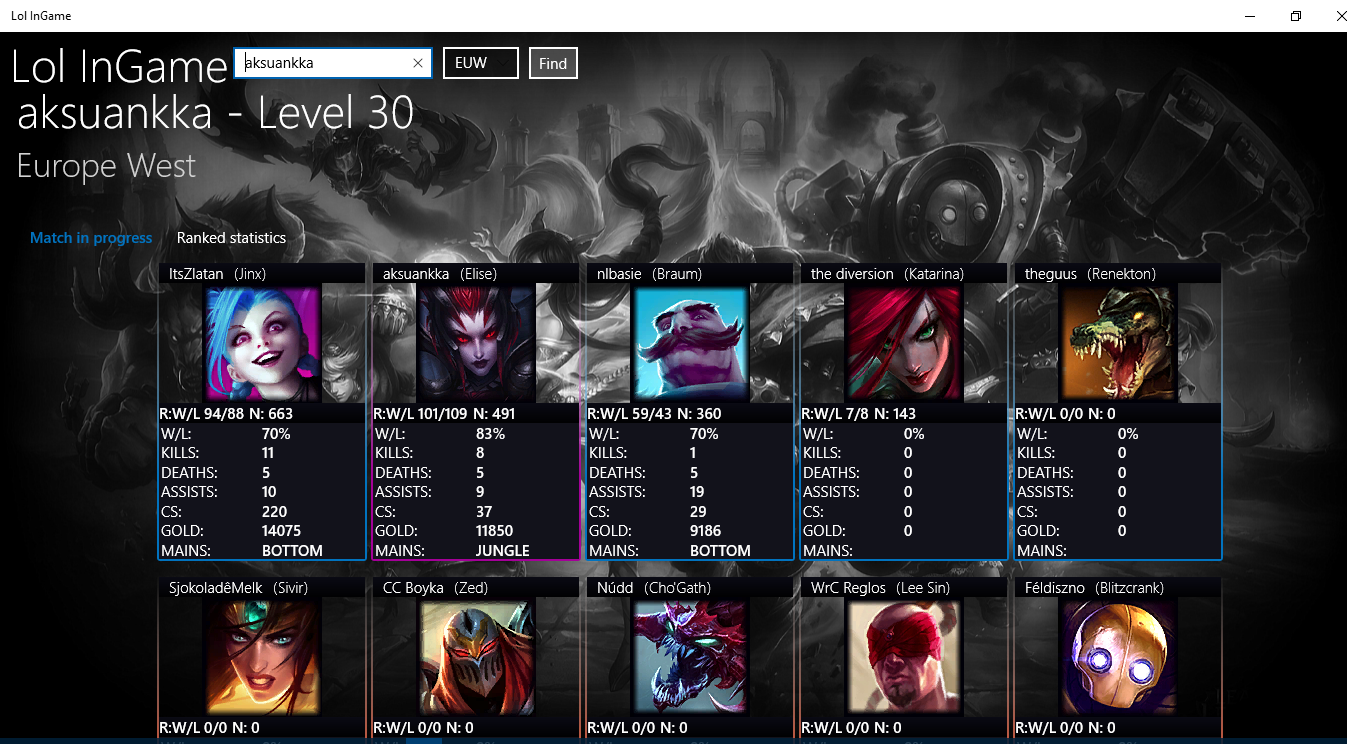 Lol InGame
Lol InGame aksuankka EUW Find
aksuankka - Level 30
Europe West
Match in progress Ranked statistics
ItsZlatan (Jinx) aksuankka (Elise) nlbasie (Braum) the diversion (Katarina) theguus (Renekton)
R:W/L 94/88 N: 663 R:W/L 101/109 N: 491 R:W/L 59/43 N: 360 R:W/L 7/8 N: 143 R:W/L 0/0 N: 0
W/L: 70% W/L: 83% W/L: 70% W/L: 0% W/L: 0%
KILLS: 11 KILLS: 8 KILLS: 1 KILLS: 0 KILLS: 0
DEATHS: 5 DEATHS: 5 DEATHS: 5 DEATHS: 0 DEATHS: 0
ASSISTS: 10 ASSISTS: 9 ASSISTS: 19 ASSISTS: 0 ASSISTS: 0
CS: 220 CS: 37 CS: 29 CS: 0 CS: 0
GOLD: 14075 GOLD: 11850 GOLD: 9186 GOLD: 0 GOLD: 0
MAINS: BOTTOM MAINS: JUNGLE MAINS: BOTTOM MAINS: MAINS:
SjokoladêMelk (Sivir) CC Boyka (Zed) Núdd (Cho'Gath) WrC Reglos (Lee Sin) Féldiszno (Blitzcrank)
R:W/L 0/0 N: 0 R:W/L 0/0 N: 0 R:W/L 0/0 N: 0 R:W/L 0/0 N: 0 R:W/L 0/0 N: 0